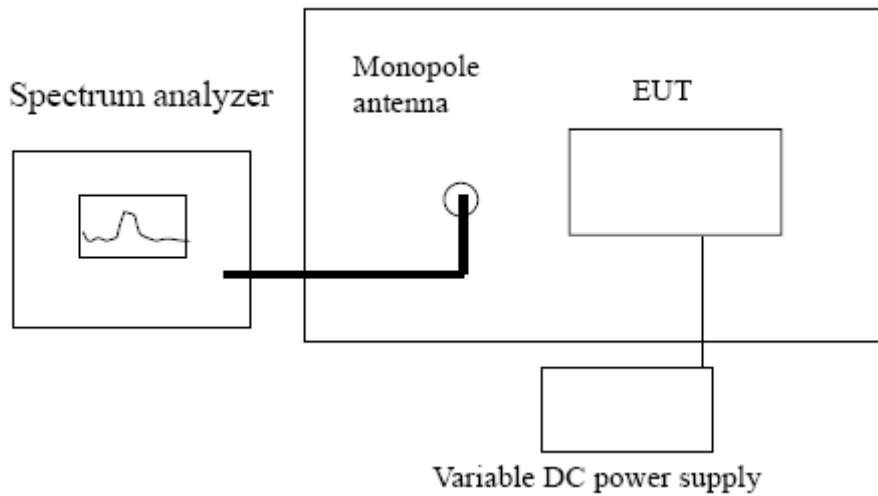 Spectrum analyzer
Monopole
antenna
EUT
Variable DC power supply